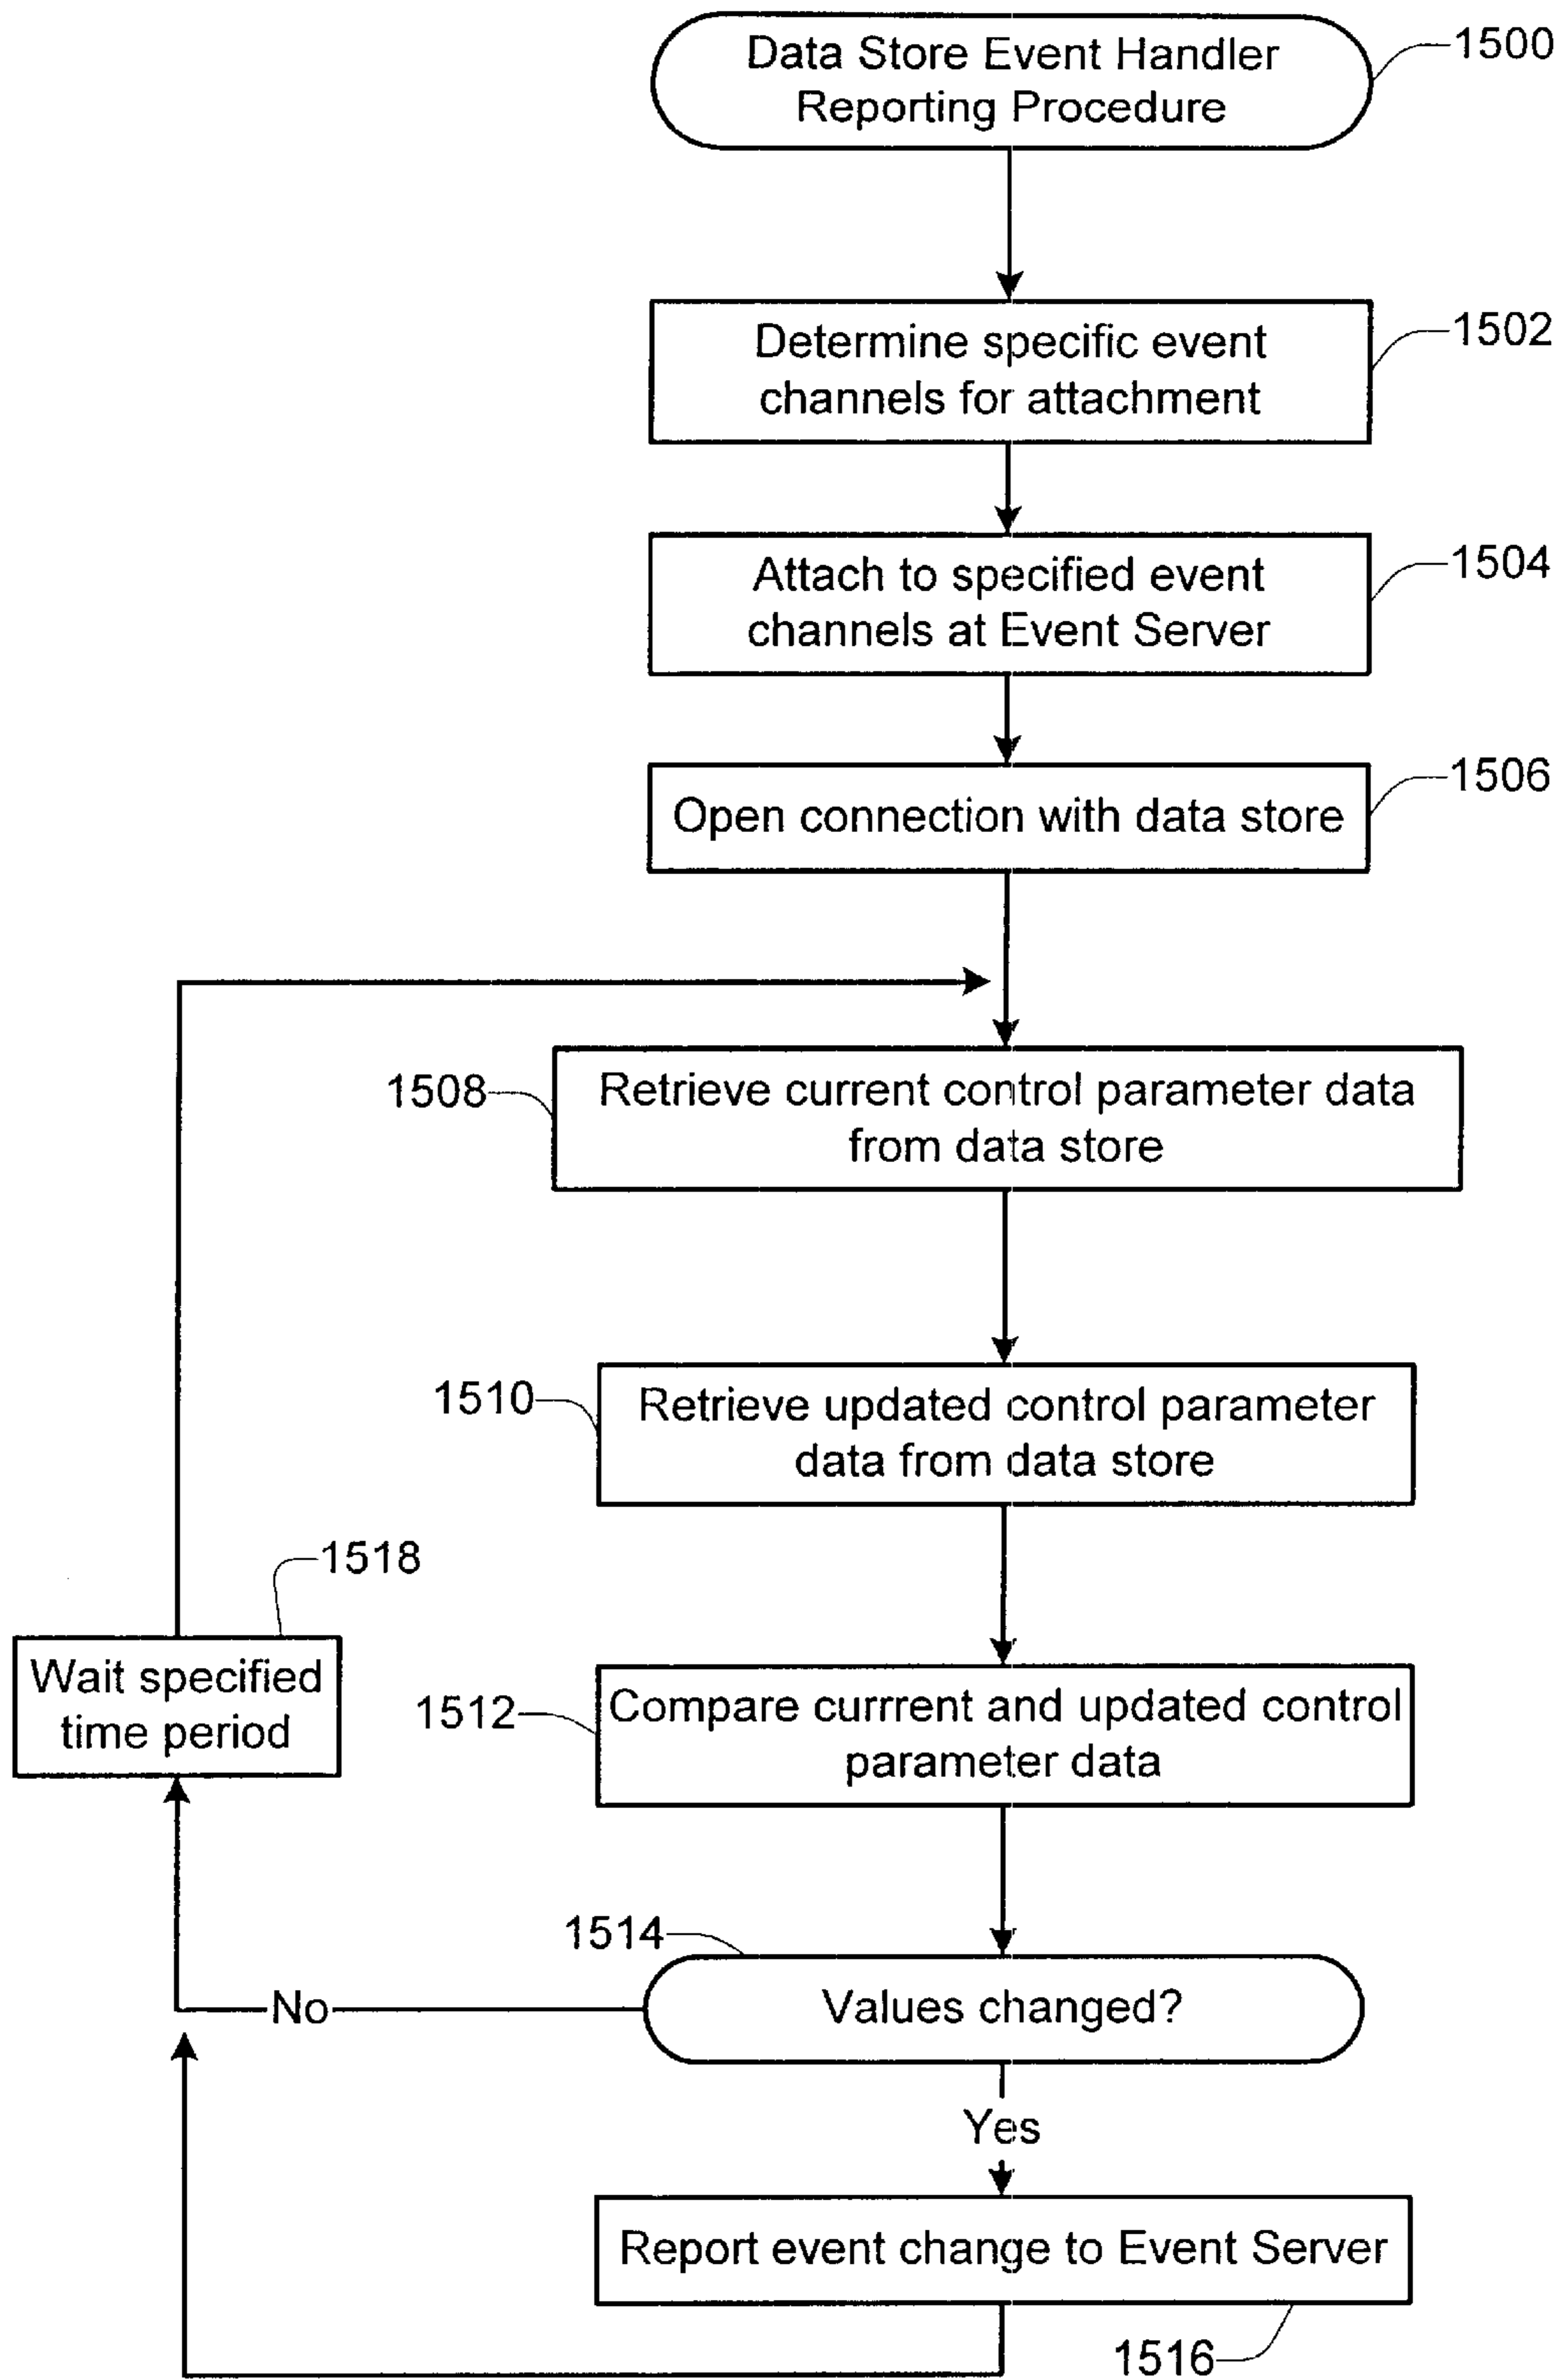 Data Store Event Handler
Reporting Procedure
1500
Determine specific event
channels for attachment
1502
Attach to specified event
channels at Event Server
1504
Open connection with data store
1506
1508
Retrieve current control parameter data
from data store
1510
Retrieve updated control parameter
data from data store
1518
Wait specified
time period
1512
Compare currrent and updated control
parameter data
1514
Values changed?
No
Yes
Report event change to Event Server
1516